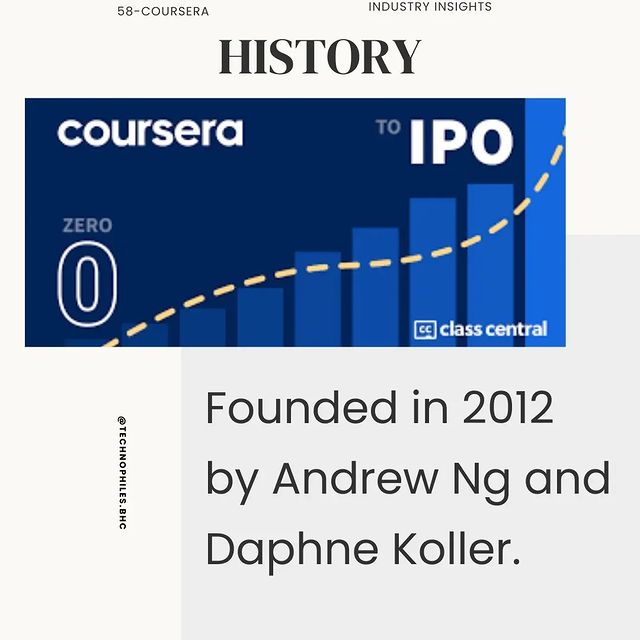 58-COURSERA
INDUSTRY INSIGHTS
HISTORY
coursera
TO IPO
ZERO
0
cc class central
Founded in 2012
by Andrew Ng and
Daphne Koller.
@TECHNOPHILES.BHC